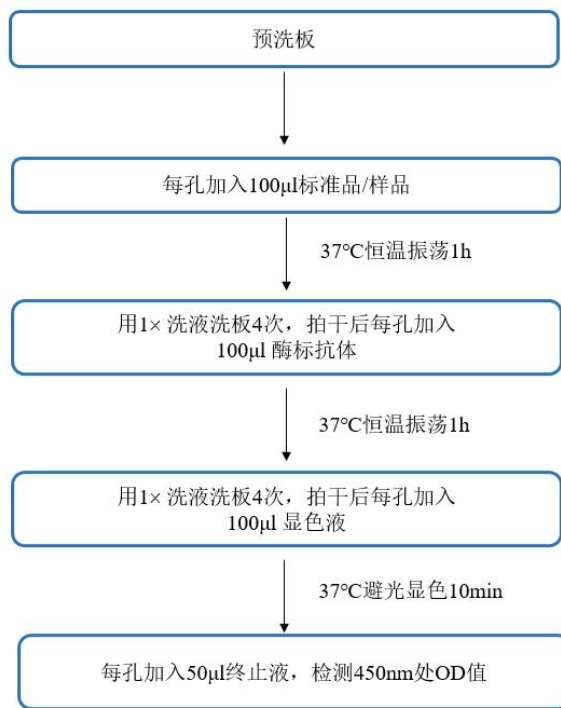 预洗板
每孔加入100μl标准品/样品
37℃恒温振荡1h
用1× 洗液洗板4次，拍干后每孔加入
100μl 酶标抗体
37℃恒温振荡1h
用1× 洗液洗板4次，拍干后每孔加入
100μl 显色液
37℃避光显色10min
每孔加入50μl终止液，检测450nm处OD值